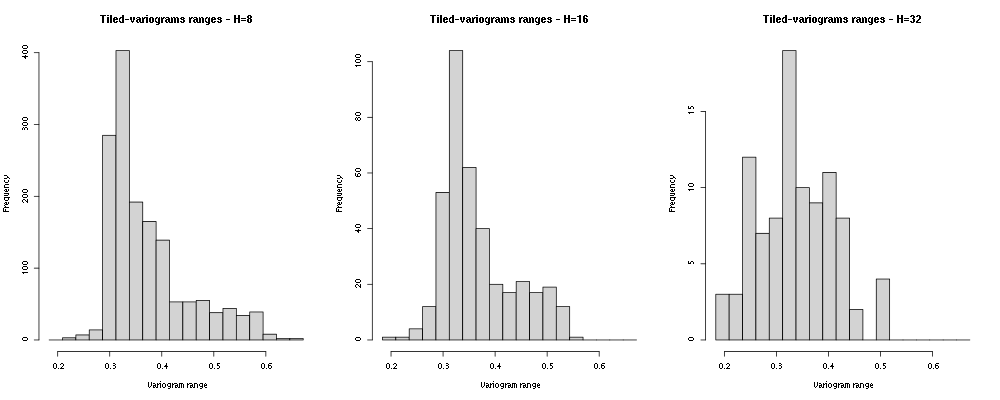 Tiled-variograms ranges - H=8
400
300
200
100
0
Frequency
0.2 0.3 0.4 0.5 0.6
Variogram range
Tiled-variograms ranges - H=16
100
80
60
40
20
0
Frequency
0.2 0.3 0.4 0.5 0.6
Variogram range
Tiled-variograms ranges - H=32
15
10
5
0
Frequency
0.2 0.3 0.4 0.5 0.6
Variogram range